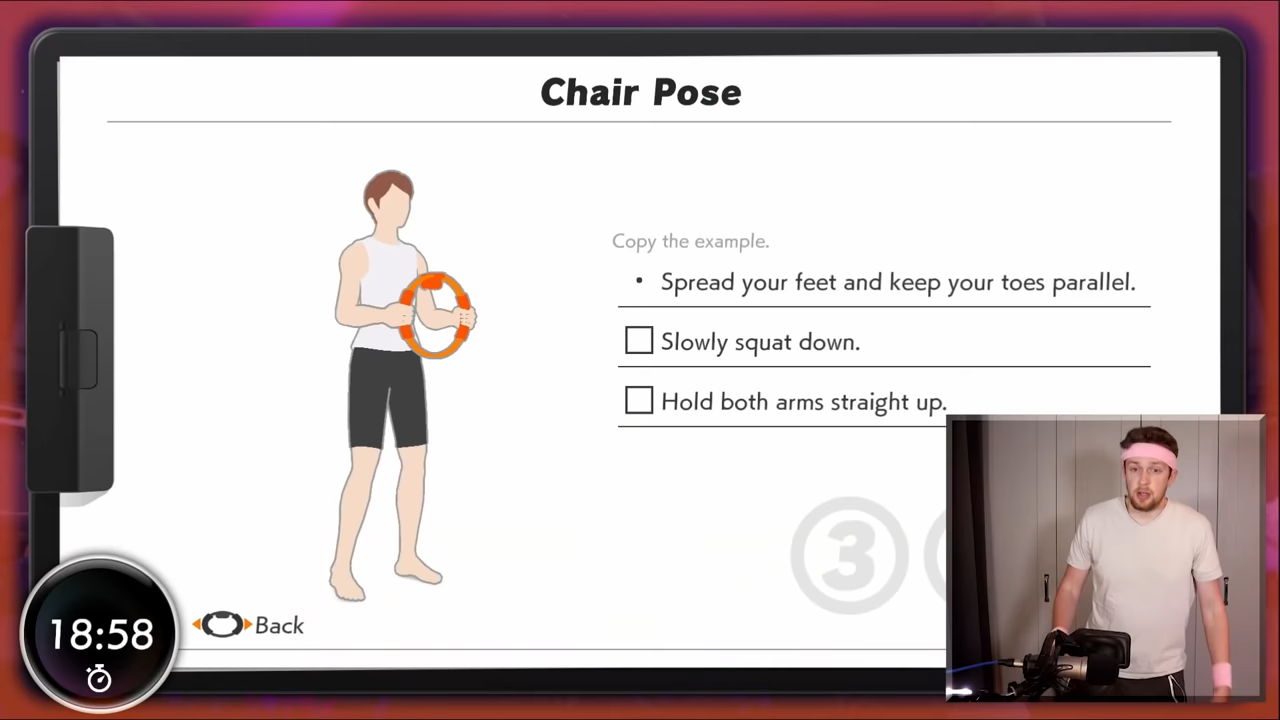 Chair Pose
Copy the example.
• Spread your feet and keep your toes parallel.
Slowly squat down.
Hold both arms straight up.
3
18:58
Back